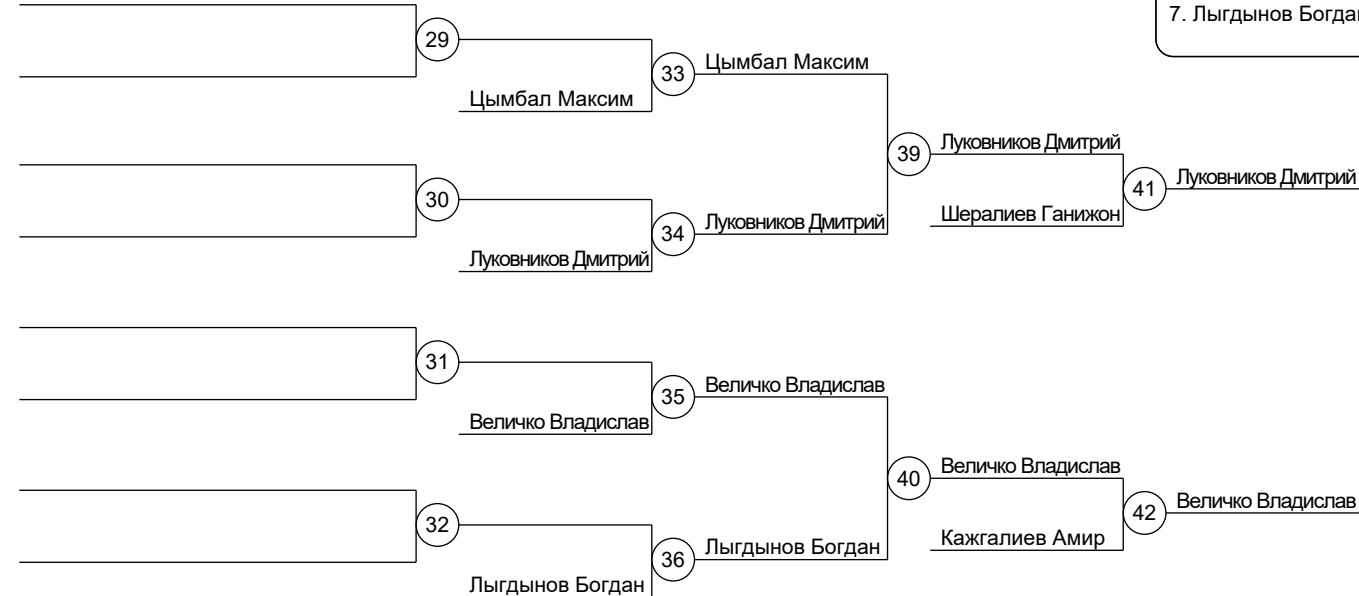 7. Лыгдынов Богдан
29
33
Цымбал Максим
Цымбал Максим
39
Луковников Дмитрий
30
34
Луковников Дмитрий
Луковников Дмитрий
Шералиев Ганижон
41
Луковников Дмитрий
31
35
Величко Владислав
Величко Владислав
40
Величко Владислав
32
36
Лыгдынов Богдан
Лыгдынов Богдан
Кажгалиев Амир
42
Величко Владислав